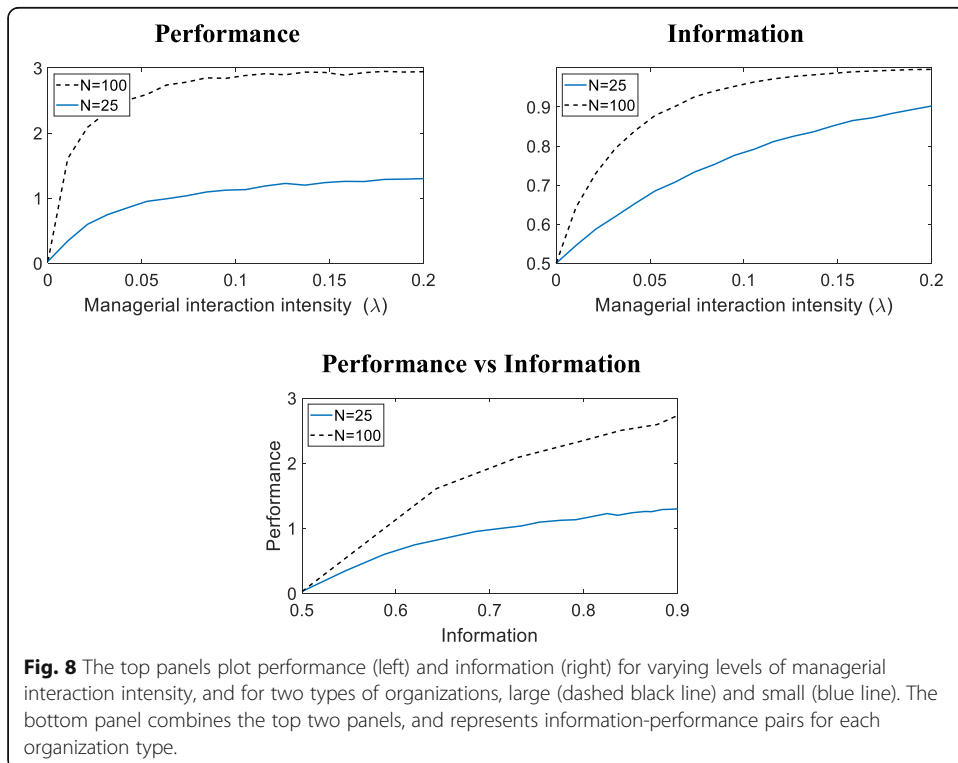 Performance
Information
3
2
1
0
N=100
N=25
0
0.05
0.1
0.15
0.2
Managerial interaction intensity (λ)
0.9
0.8
0.7
0.6
0.5
N=25
N=100
0
0.05
0.1
0.15
0.2
Managerial interaction intensity (λ)
Performance vs Information
Performance
3
2
1
0
N=25
N=100
0.5
0.6
0.7
0.8
0.9
Information
Fig. 8 The top panels plot performance (left) and information (right) for varying levels of managerial
interaction intensity, and for two types of organizations, large (dashed black line) and small (blue line). The
bottom panel combines the top two panels, and represents information-performance pairs for each
organization type.